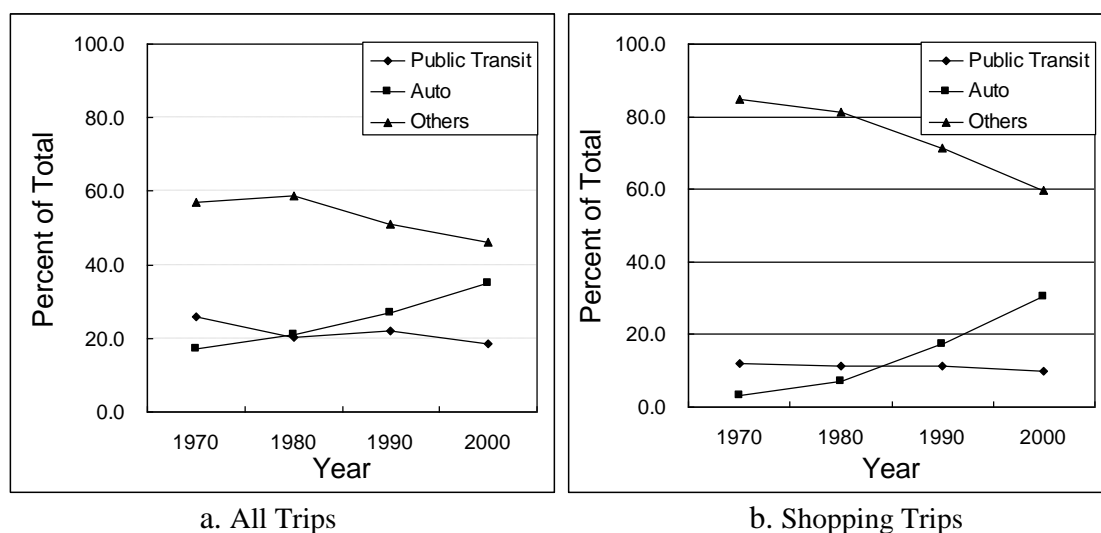 100.0
80.0
60.0
40.0
20.0
0.0
Percent of Total
Public Transit
Auto
Others
1970 1980 1990 2000
Year
a. All Trips
100.0
80.0
60.0
40.0
20.0
0.0
Percent of Total
Public Transit
Auto
Others
1970 1980 1990 2000
Year
b. Shopping Trips